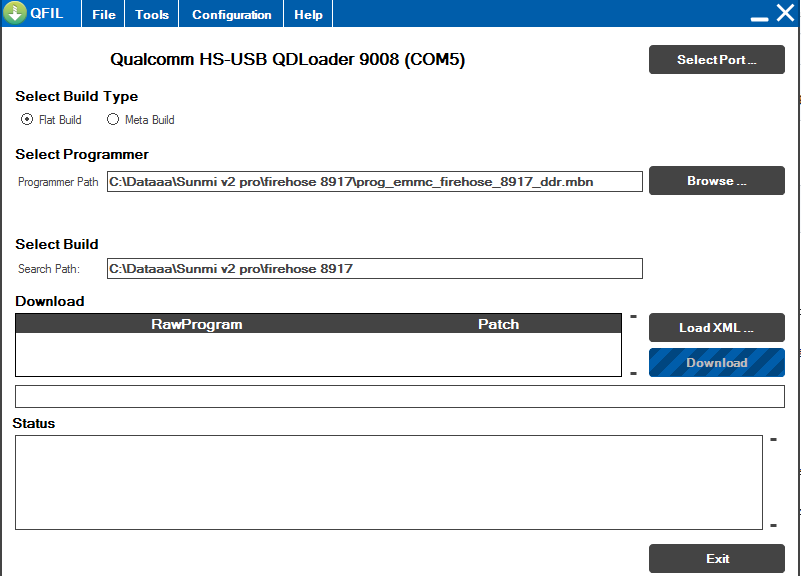 QFIL File Tools Configuration Help
Qualcomm HS-USB QDLoader 9008 (COM5)
Select Port ...
Select Build Type
Flat Build Meta Build
Select Programmer
Programmer Path C:\Dataaa\Sunmi v2 pro\firehose 8917\prog_emmc_firehose_8917_ddr.mbn Browse ...
Select Build
Search Path: C:\Dataaa\Sunmi v2 pro\firehose 8917
Download
RawProgram Patch
Load XML ...
Download
Status
Exit